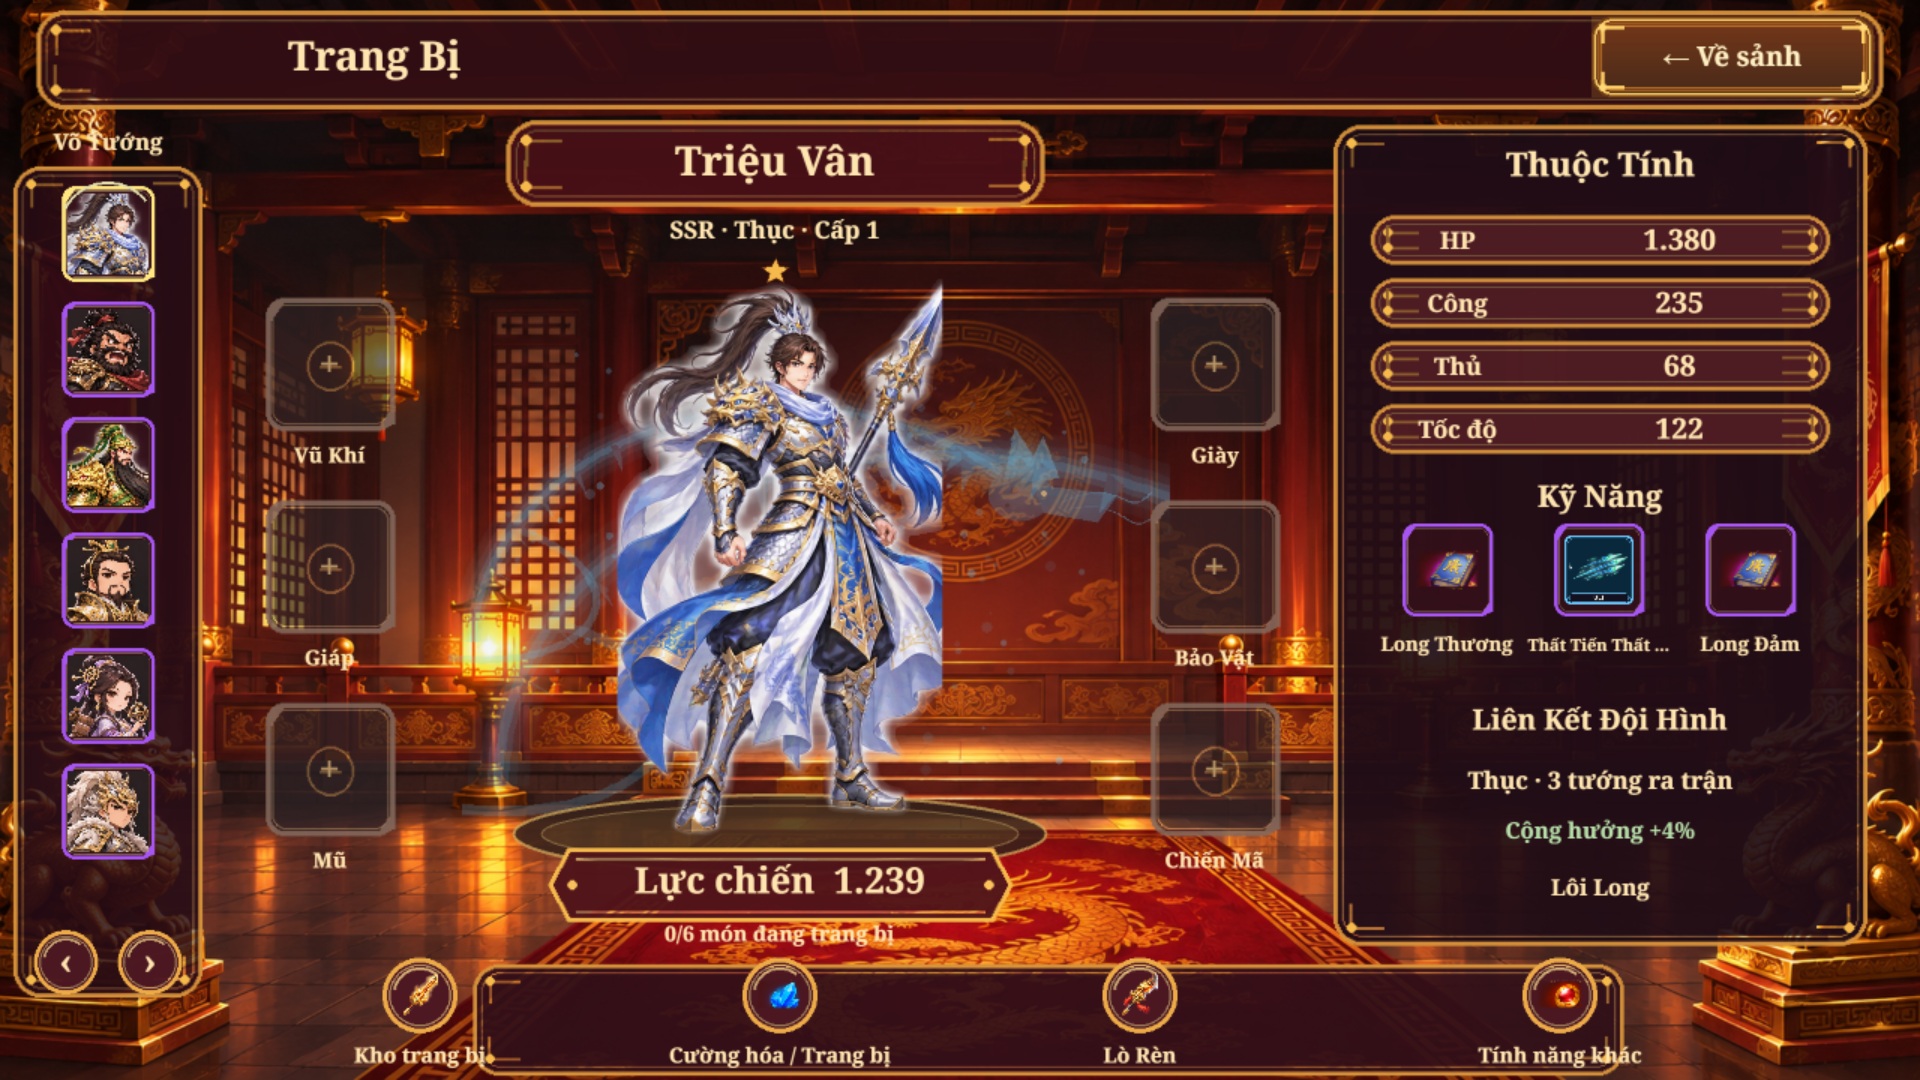 Trang Bị
← Về sảnh
Võ Tướng
Triệu Vân
SSR · Thục · Cấp 1
Vũ Khí
Giáp
Mũ
Giày
Bảo Vật
Chiến Mã
Lực chiến 1.239
0/6 món đang trang bị
Thuộc Tính
HP 1.380
Công 235
Thủ 68
Tốc độ 122
Kỹ Năng
Long Thương
Thất Tiến Thất ...
Long Đảm
Liên Kết Đội Hình
Thục · 3 tướng ra trận
Cộng hưởng +4%
Lôi Long
‹ ›
Kho trang bị
Cường hóa / Trang bị
Lò Rèn
Tính năng khác